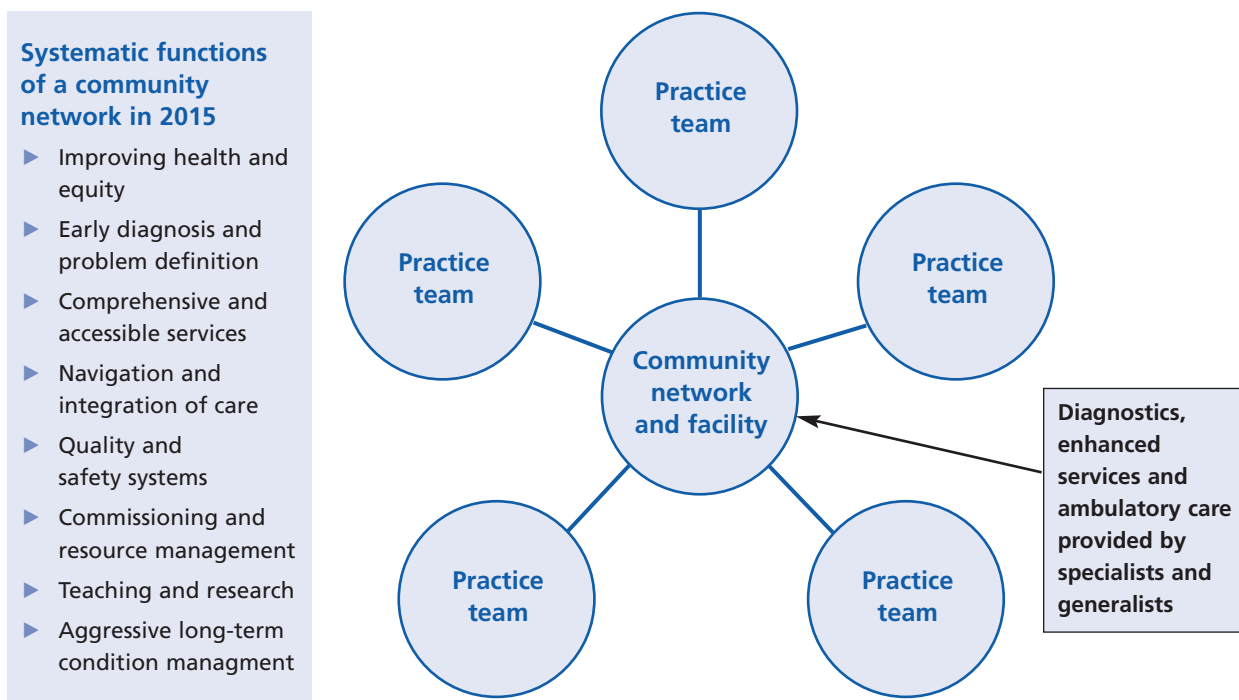 Systematic functions
of a community
network in 2015
► Improving health and
equity
► Early diagnosis and
problem definition
► Comprehensive and
accessible services
► Navigation and
integration of care
► Quality and
safety systems
► Commissioning and
resource management
► Teaching and research
► Aggressive long-term
condition managment
Practice
team
Practice
team
Practice
team
Community
network
and facility
Practice
team
Practice
team
Diagnostics,
enhanced
services and
ambulatory care
provided by
specialists and
generalists